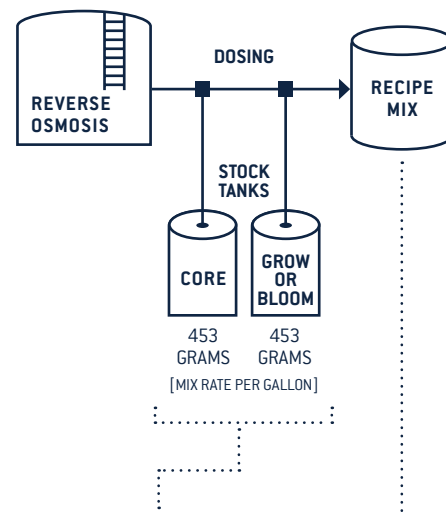 DOSING
REVERSE
OSMOSIS
RECIPE
MIX
STOCK
TANKS
CORE
GROW
OR
BLOOM
453
GRAMS
453
GRAMS
[MIX RATE PER GALLON]